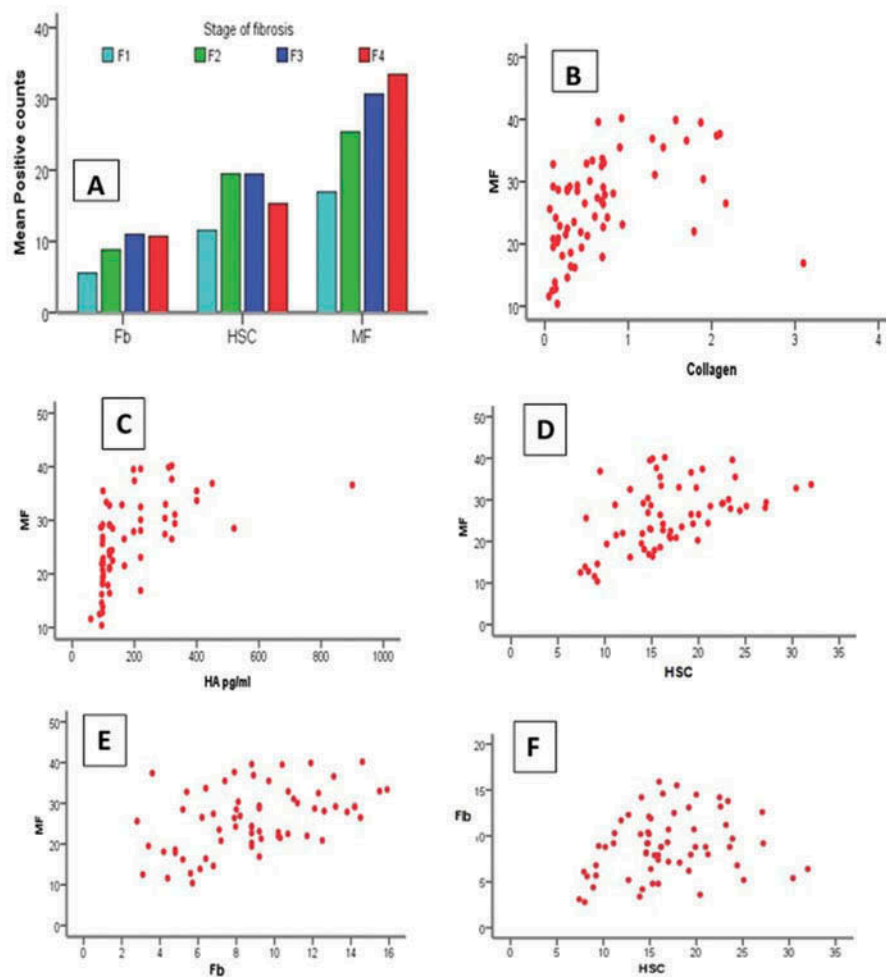 Stage of fibrosis
F1 F2 F3 F4
Mean Positive counts
40
30
20
10
0
A
Fb HSC MF
B
MF
50
40
30
20
10
0 1 2 3 4
Collagen
C
MF
50
40
30
20
10
0 200 400 600 800 1000
HA pg/ml
D
MF
50
40
30
20
10
0
0 5 10 15 20 25 30 35
HSC
E
MF
50
40
30
20
10
0
0 2 4 6 8 10 12 14 16
Fb
F
Fib
20
15
10
5
0
0 5 10 15 20 25 30 35
HSC